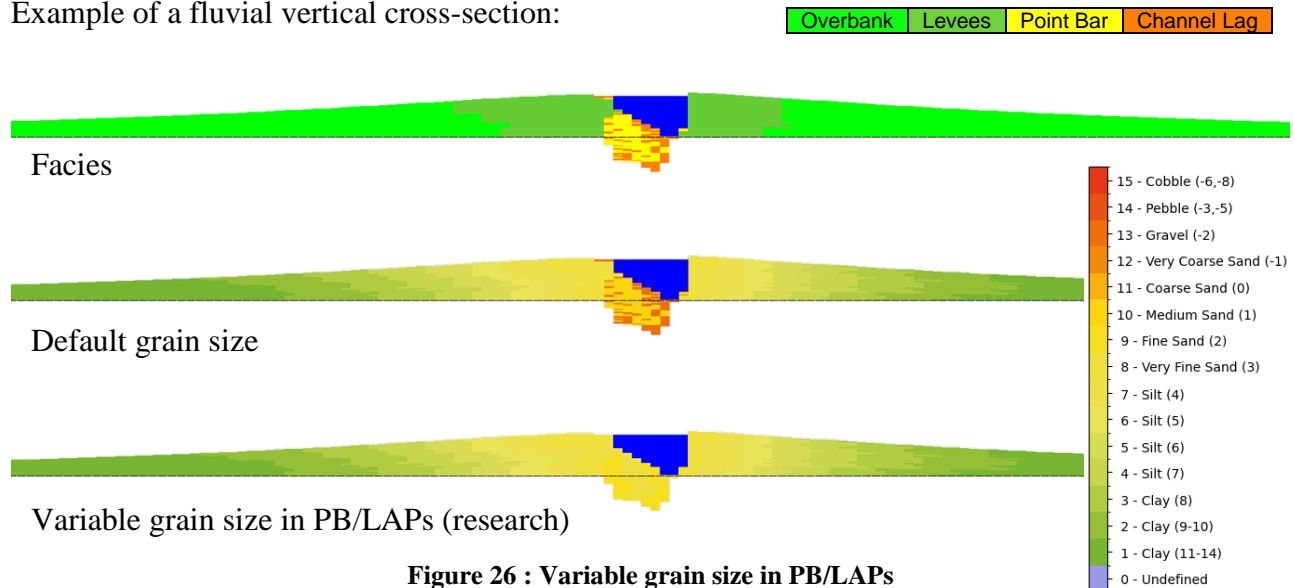 Example of a fluvial vertical cross-section:
Overbank Levees Point Bar Channel Lag
Facies
15 - Cobble (-6,-8)
14 - Pebble (-3,-5)
13 - Gravel (-2)
12 - Very Coarse Sand (-1)
11 - Coarse Sand (0)
10 - Medium Sand (1)
9 - Fine Sand (2)
8 - Very Fine Sand (3)
7 - Silt (4)
6 - Silt (5)
5 - Silt (6)
4 - Silt (7)
3 - Clay (8)
2 - Clay (9-10)
1 - Clay (11-14)
0 - Undefined
Default grain size
Variable grain size in PB/LAPs (research)
Figure 26 : Variable grain size in PB/LAPs